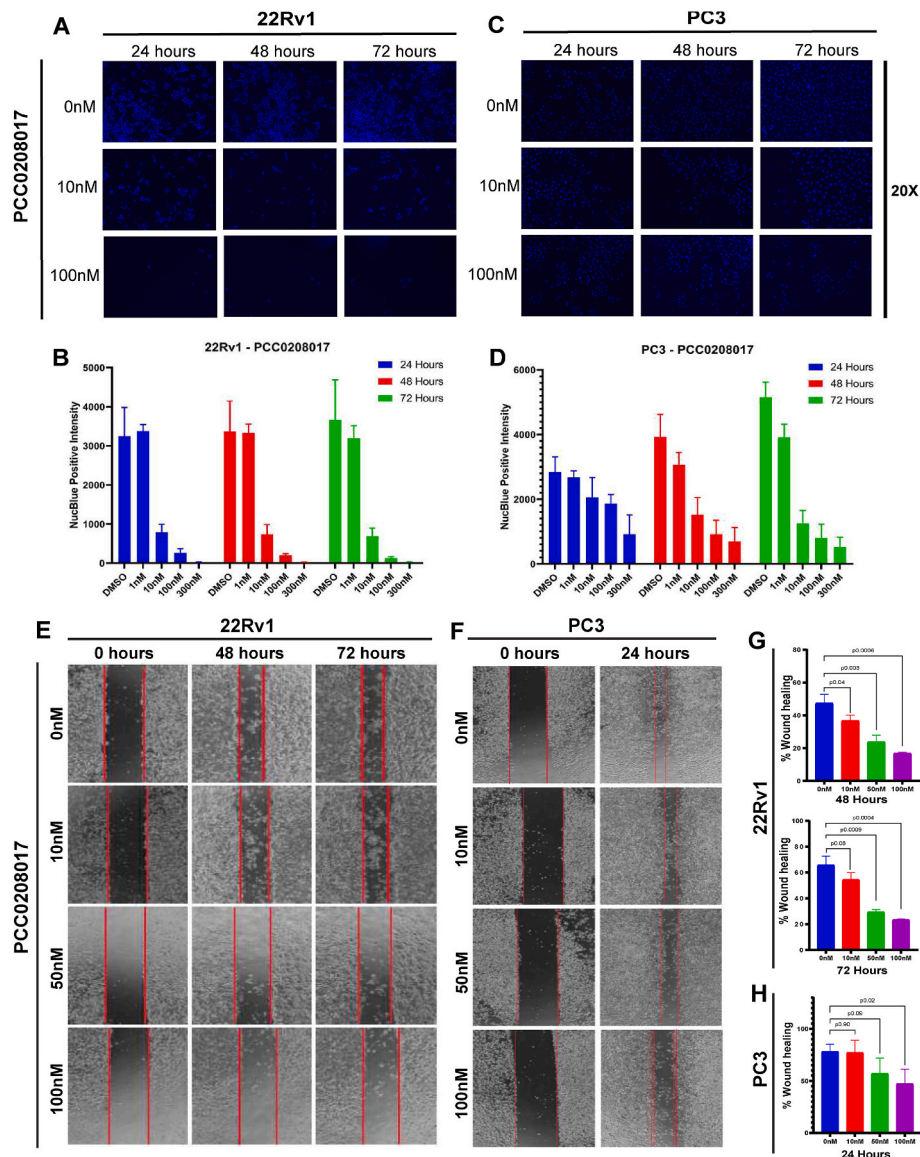 A
22Rv1
24 hours 48 hours 72 hours
PCC0208017
0nM
10nM
100nM
C
PC3
24 hours 48 hours 72 hours
0nM
10nM
100nM
20X
B
22Rv1 - PCC0208017
24 Hours
48 Hours
72 Hours
NucBlue Positive Intensity
5000
4000
3000
2000
1000
0
DMSO 1nM 10nM 100nM 300nM DMSO 1nM 10nM 100nM 300nM DMSO 1nM 10nM 100nM 300nM
D
PC3 - PCC0208017
24 Hours
48 Hours
72 Hours
NucBlue Positive Intensity
6000
4000
2000
0
DMSO 1nM 10nM 100nM 300nM DMSO 1nM 10nM 100nM 300nM DMSO 1nM 10nM 100nM 300nM
E
22Rv1
0 hours 48 hours 72 hours
PCC0208017
0nM
10nM
50nM
100nM
F
PC3
0 hours 24 hours
0nM
10nM
50nM
100nM
G
22Rv1
% Wound healing
80
60
40
20
0
p0.0006
p0.003
p0.04
0nM 10nM 50nM 100nM
48 Hours
% Wound healing
100
80
60
40
20
0
p0.0004
p0.0009
0nM 10nM 50nM 100nM
72 Hours
H
PC3
% Wound healing
100
50
0
p0.02
p0.09
p0.90
0nM 10nM 50nM 100nM
24 Hours